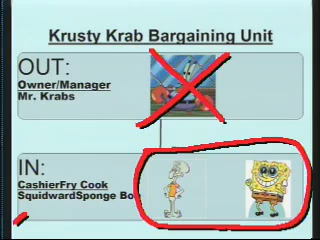 Krusty Krab Bargaining Unit
OUT:
Owner/Manager
Mr. Krabs
IN:
CashierFry Cook
SquidwardSponge Bo